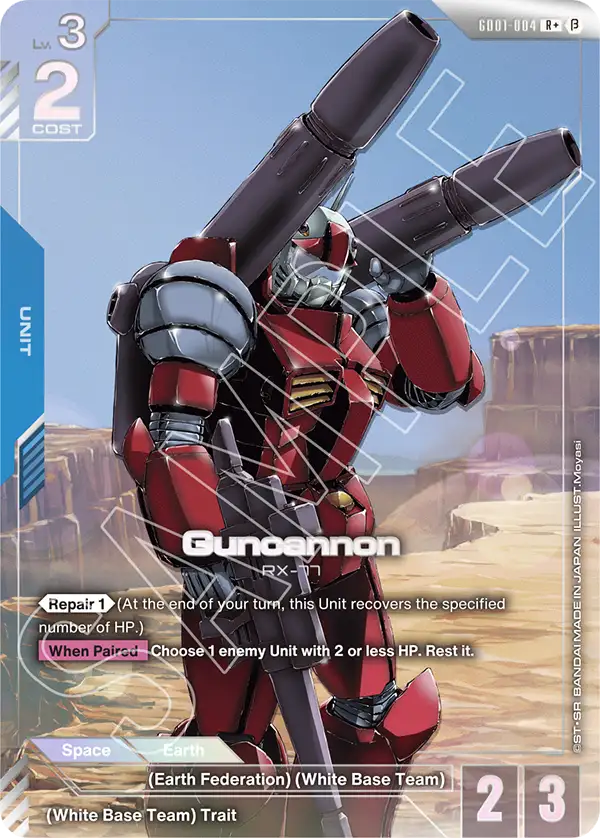 Lv. 3
2
COST
GD01-004 R+ β
UNIT
SAMPLE
Guncannon
RX-77
Repair 1 (At the end of your turn, this Unit recovers the specified
number of HP.)
When Paired Choose 1 enemy Unit with 2 or less HP. Rest it.
Space Earth
(Earth Federation) (White Base Team)
2 3
(White Base Team) Trait
©ST·SR BANDAI MADE IN JAPAN ILLUST.Moyasi